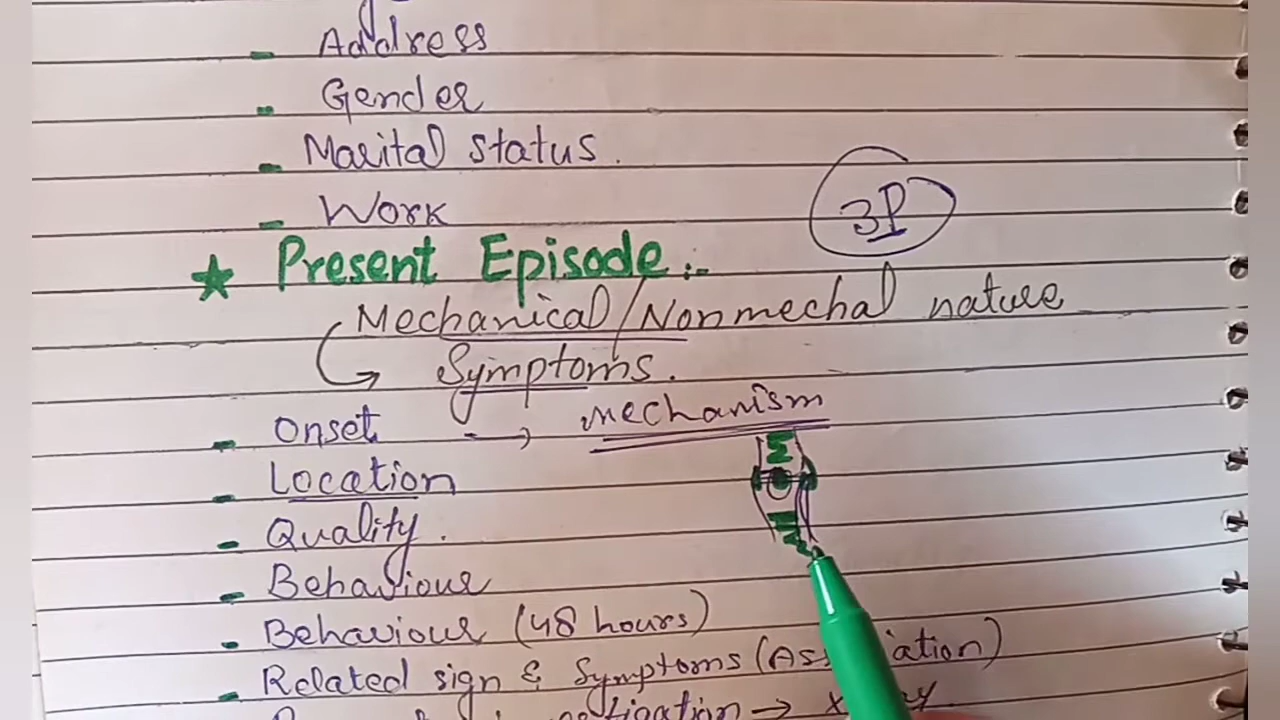 - Address
- Gender
- Marital status.
- Work
3P
★ Present Episode :-
Mechanical/Nonmechal nature
Symptoms.
- Onset → mechanism
- Location
- Quality.
- Behaviour
- Behaviour (48 hours)
- Related sign & Symptoms